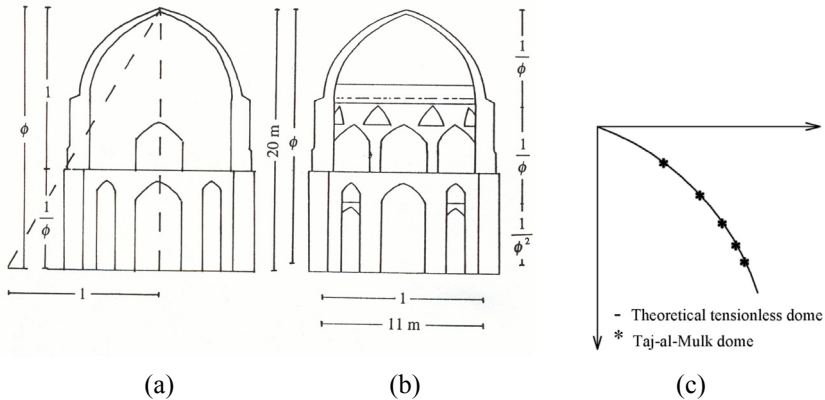 ϕ
1
1
ϕ
1
20 m
ϕ
1
ϕ
1
ϕ
1
ϕ²
1
11 m
- Theoretical tensionless dome
* Taj-al-Mulk dome
(a)
(b)
(c)